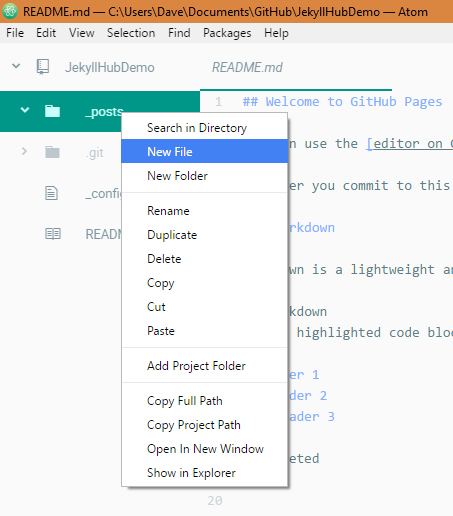 README.md — C:\Users\Dave\Documents\GitHub\JekyllHubDemo — Atom
File Edit View Selection Find Packages Help
JekyllHubDemo README.md
_posts
.git
_config
README
Search in Directory
New File
New Folder
Rename
Duplicate
Delete
Copy
Cut
Paste
Add Project Folder
Copy Full Path
Copy Project Path
Open In New Window
Show in Explorer
1 ## Welcome to GitHub Pages
n use the [editor on G
er you commit to this
rkdown
wn is a lightweight an
kdown
highlighted code bloc
er 1
der 2
ader 3
eted
20